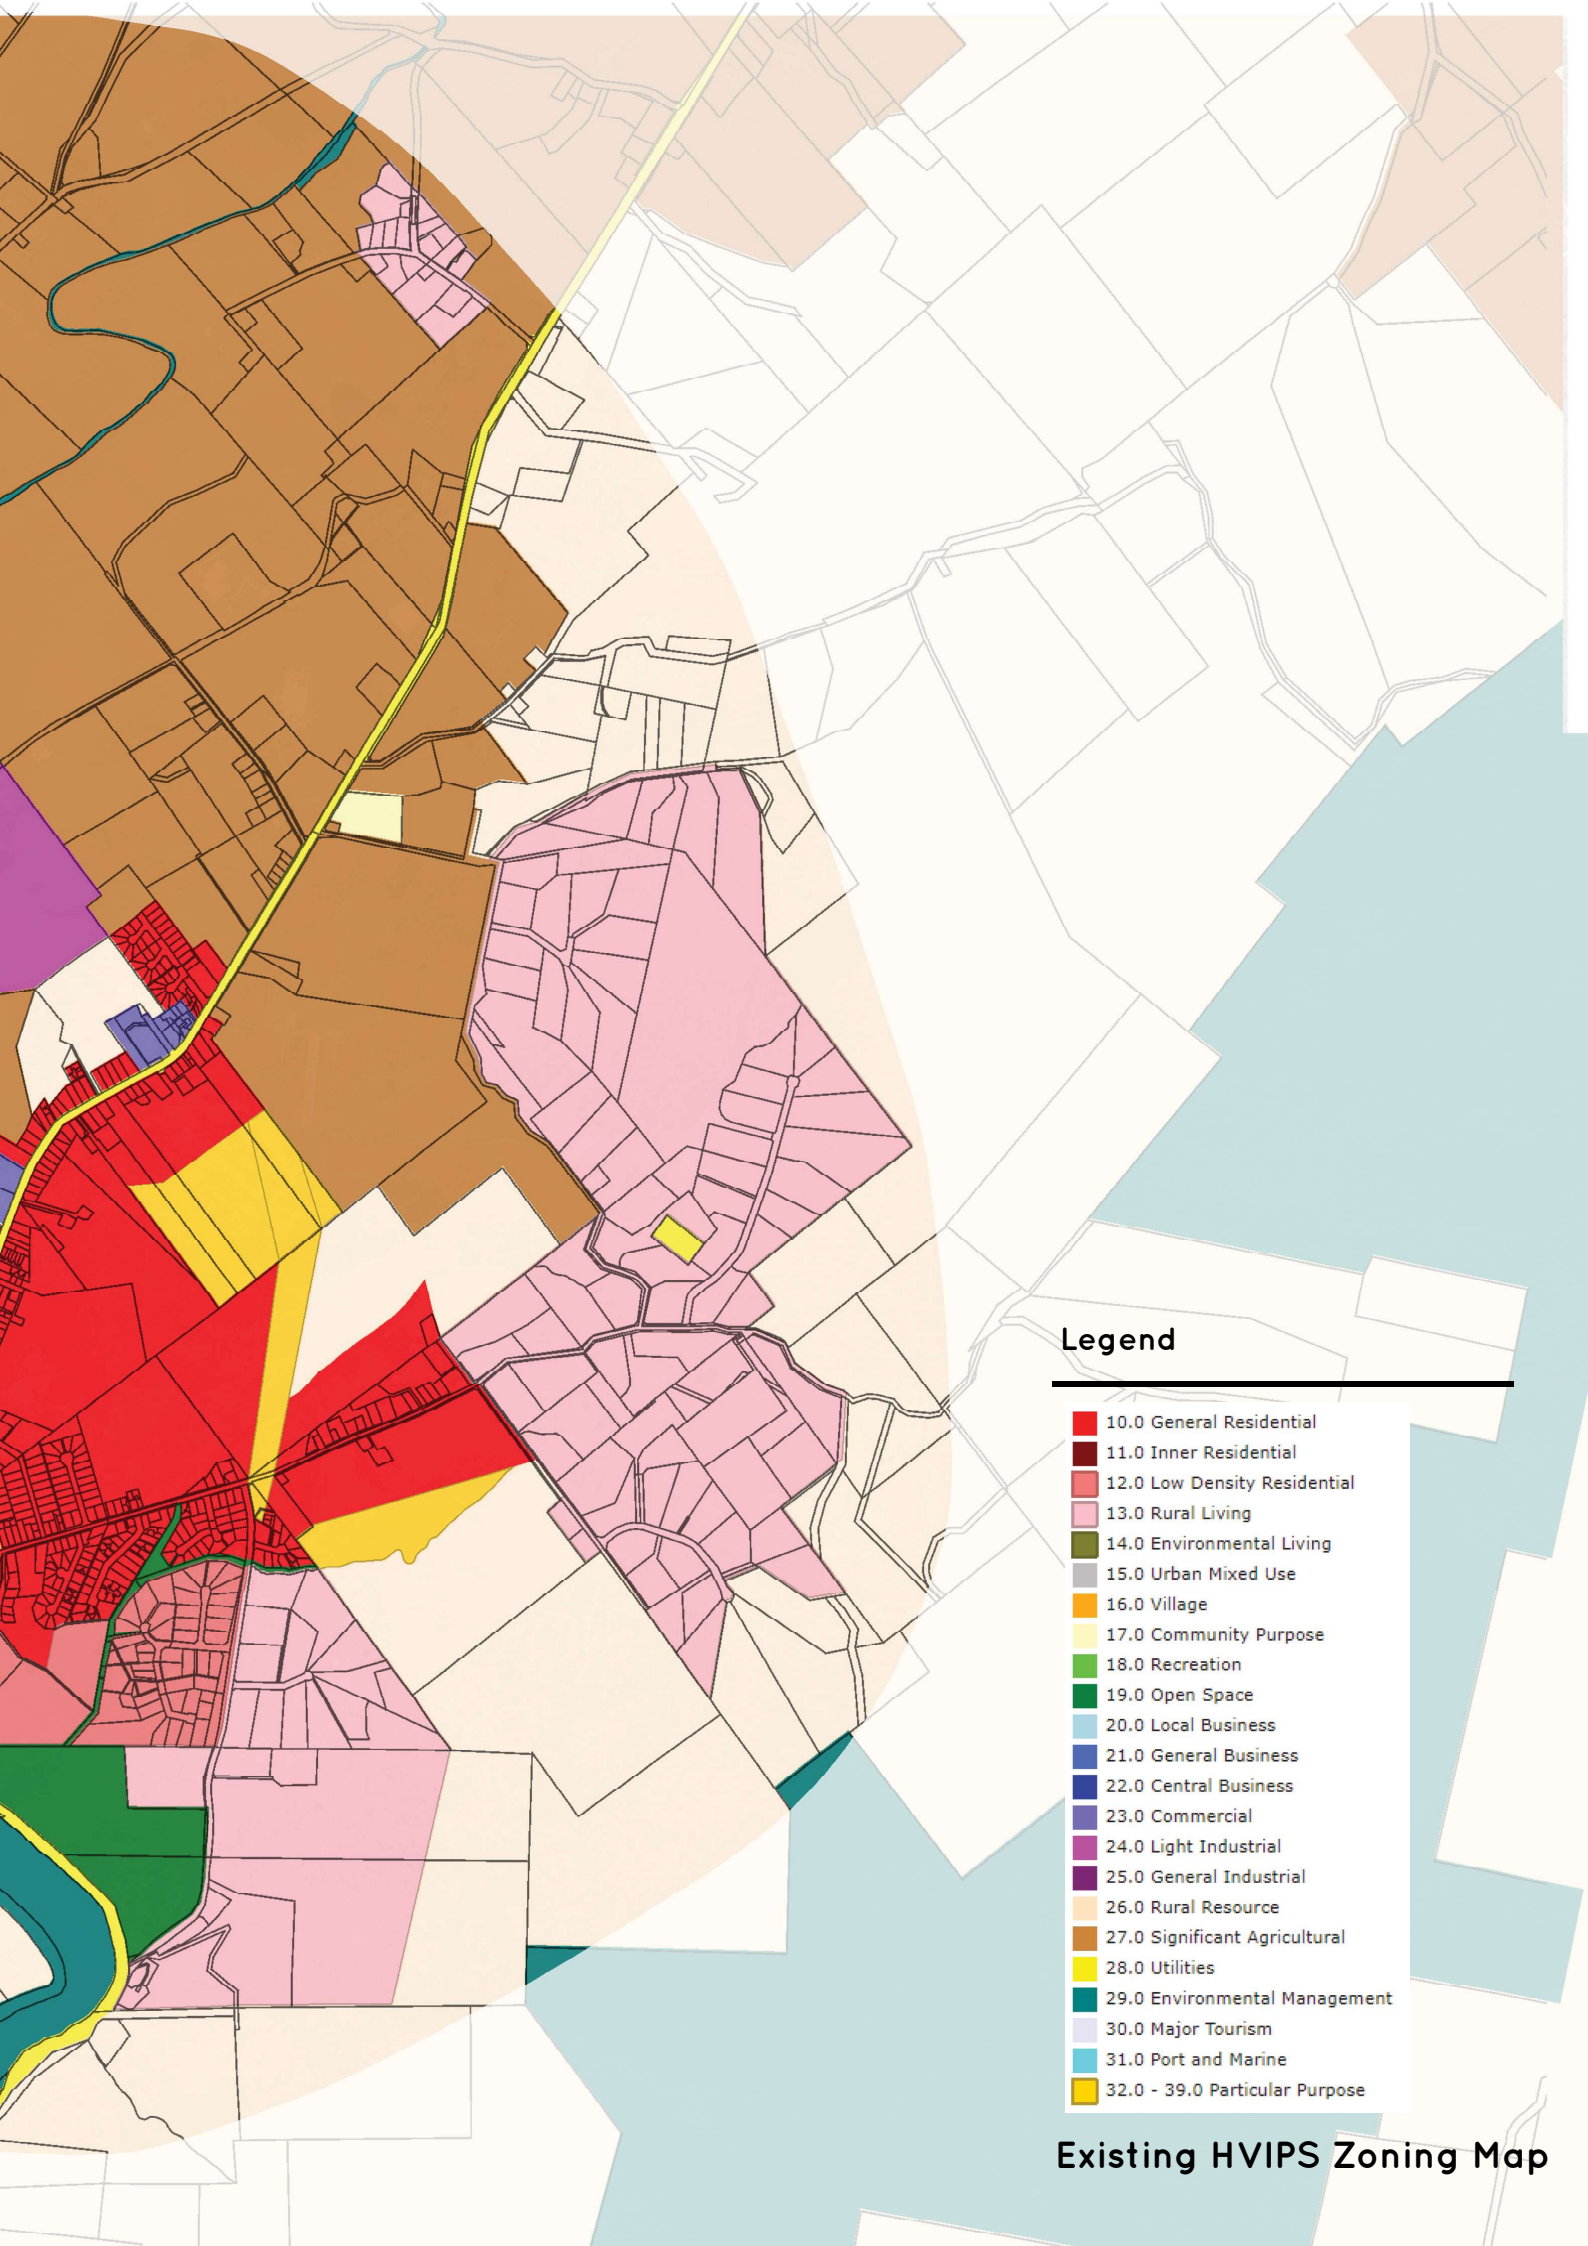 Legend
10.0 General Residential
11.0 Inner Residential
12.0 Low Density Residential
13.0 Rural Living
14.0 Environmental Living
15.0 Urban Mixed Use
16.0 Village
17.0 Community Purpose
18.0 Recreation
19.0 Open Space
20.0 Local Business
21.0 General Business
22.0 Central Business
23.0 Commercial
24.0 Light Industrial
25.0 General Industrial
26.0 Rural Resource
27.0 Significant Agricultural
28.0 Utilities
29.0 Environmental Management
30.0 Major Tourism
31.0 Port and Marine
32.0 - 39.0 Particular Purpose
Existing HVIPS Zoning Map